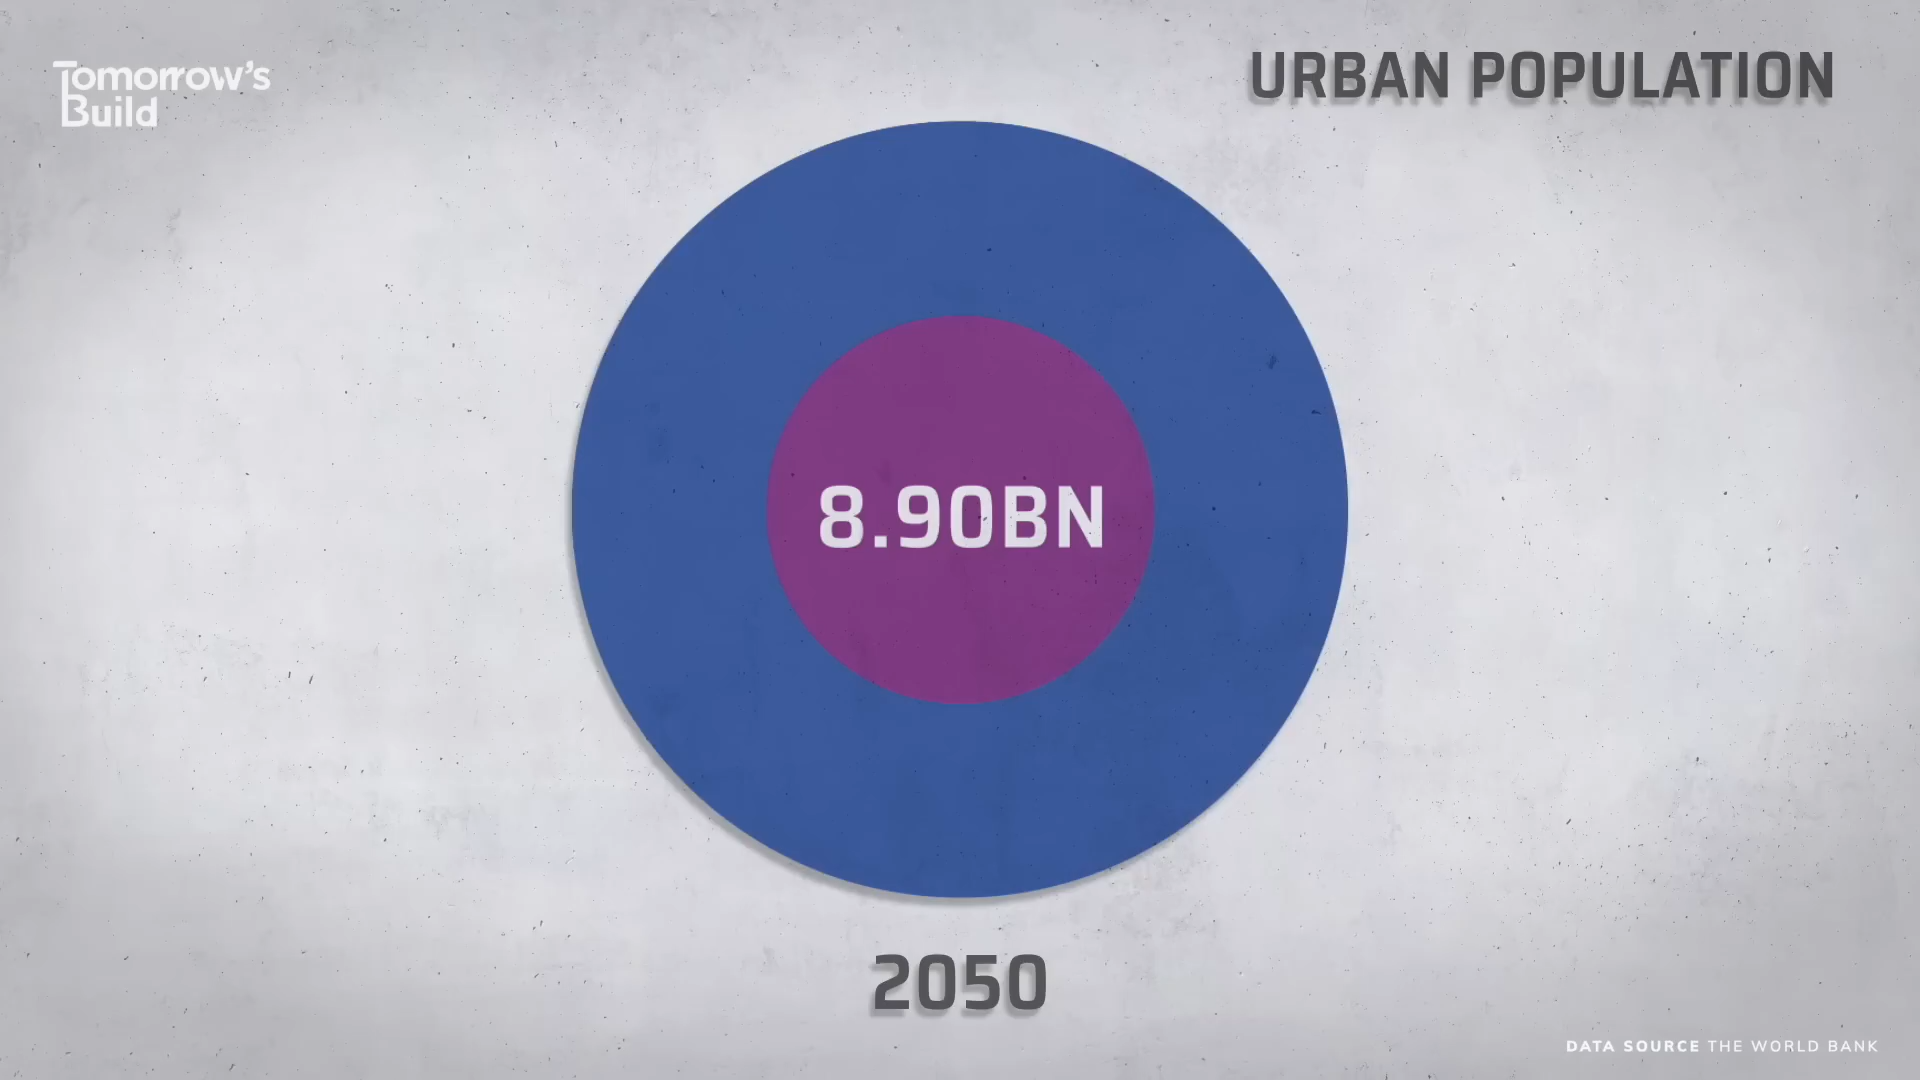 Tomorrow's
Build
URBAN POPULATION
8.90BN
2050
DATA SOURCE THE WORLD BANK